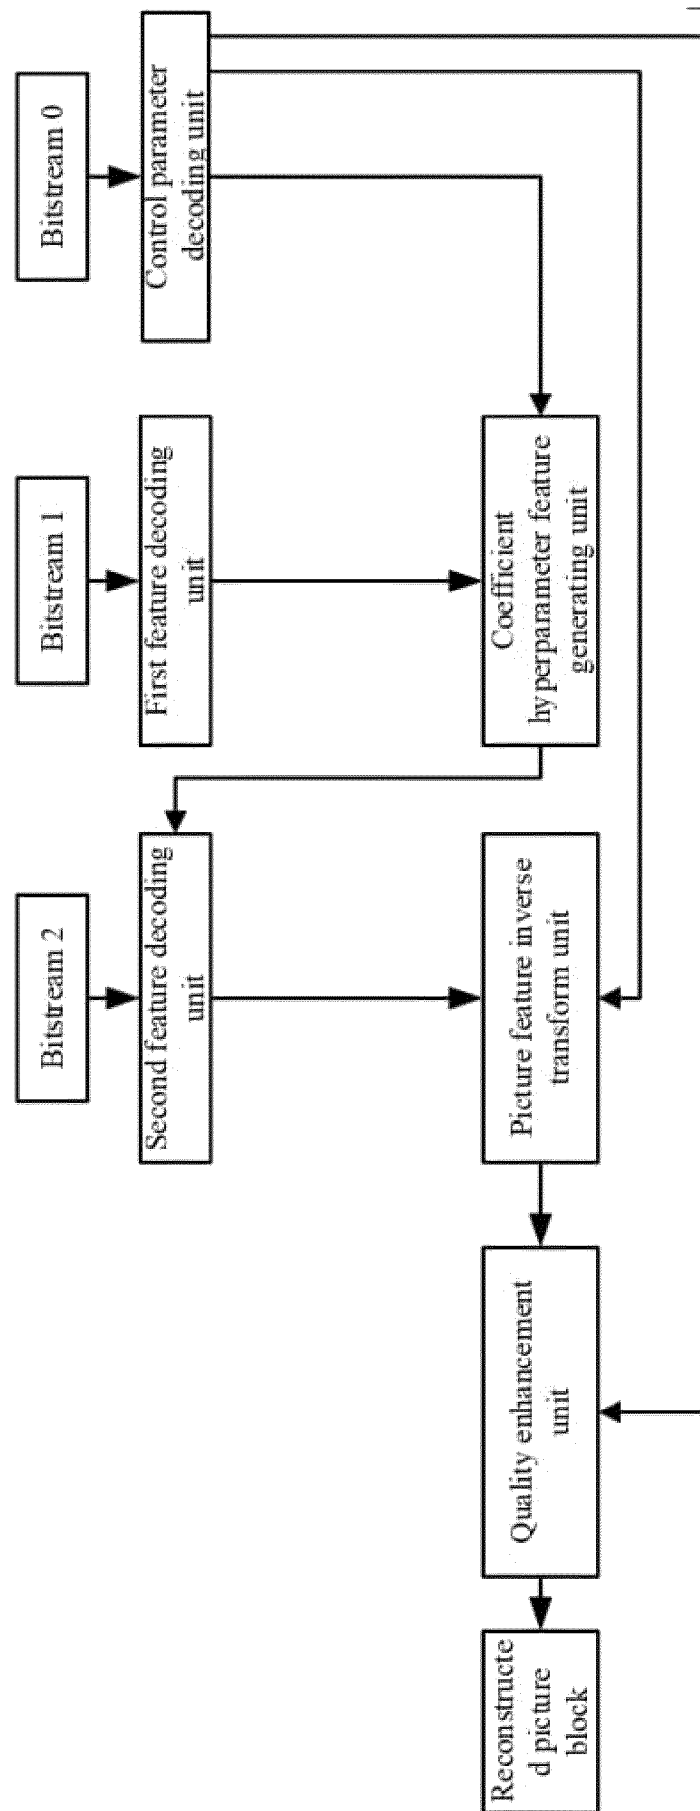 Bitstream 0
Control parameter
decoding unit
Bitstream 1
First feature decoding
unit
Coefficient
hyperparameter feature
generating unit
Bitstream 2
Second feature decoding
unit
Picture feature inverse
transform unit
Quality enhancement
unit
Reconstructe
d picture
block